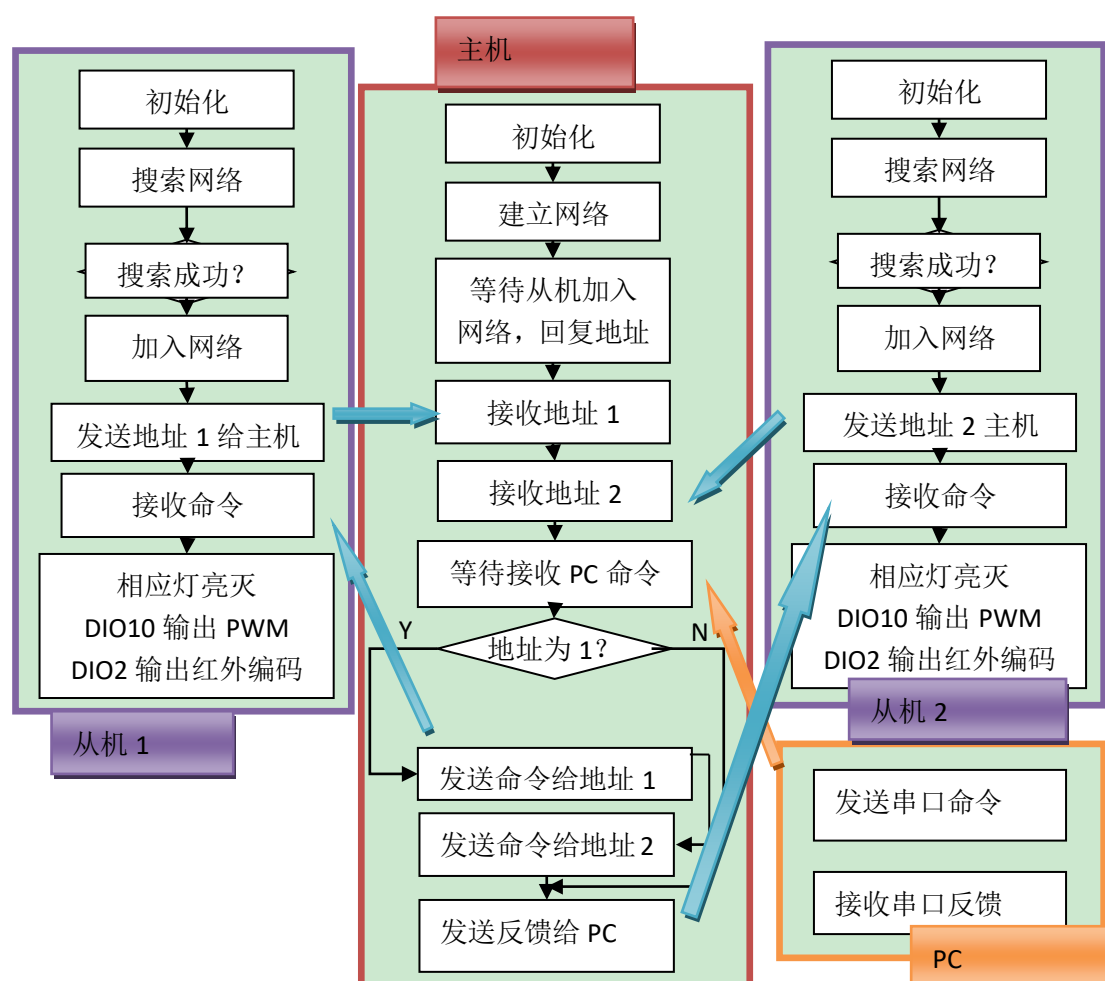 从机 1
初始化
搜索网络
搜索成功？
加入网络
发送地址 1 给主机
接收命令
相应灯亮灭
DIO10 输出 PWM
DIO2 输出红外编码
主机
初始化
建立网络
等待从机加入
网络，回复地址
接收地址 1
接收地址 2
等待接收 PC 命令
地址为 1？
Y
N
发送命令给地址 1
发送命令给地址 2
发送反馈给 PC
初始化
搜索网络
搜索成功？
加入网络
发送地址 2 主机
接收命令
相应灯亮灭
DIO10 输出 PWM
DIO2 输出红外编码
从机 2
发送串口命令
接收串口反馈
PC